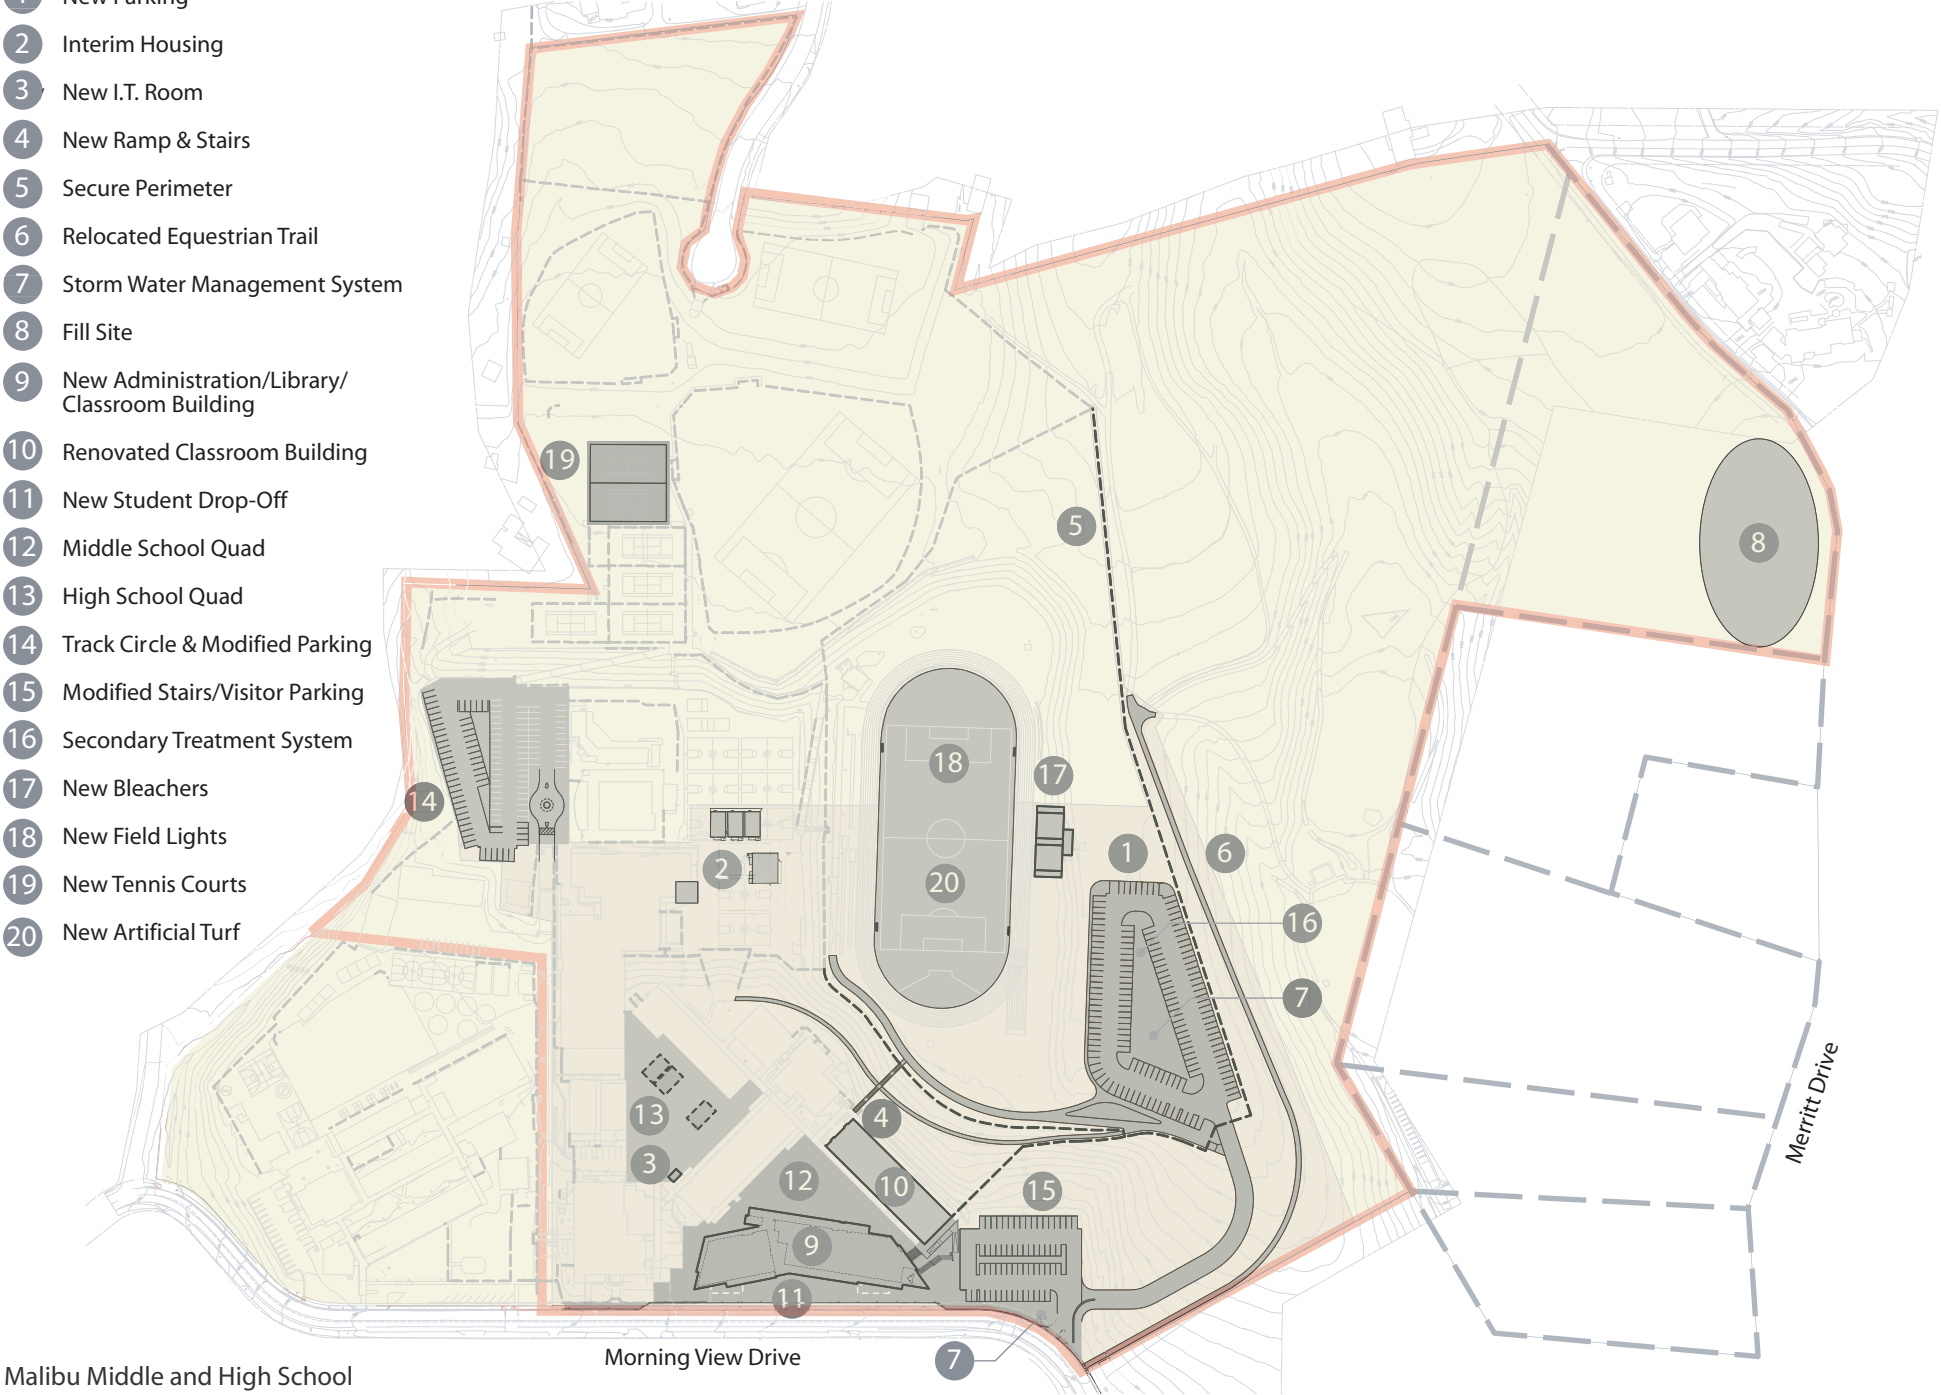 1 New Parking
2 Interim Housing
3 New I.T. Room
4 New Ramp & Stairs
5 Secure Perimeter
6 Relocated Equestrian Trail
7 Storm Water Management System
8 Fill Site
9 New Administration/Library/
Classroom Building
10 Renovated Classroom Building
11 New Student Drop-Off
12 Middle School Quad
13 High School Quad
14 Track Circle & Modified Parking
15 Modified Stairs/Visitor Parking
16 Secondary Treatment System
17 New Bleachers
18 New Field Lights
19 New Tennis Courts
20 New Artificial Turf
19
5
8
18
17
14
2
20
1
6
16
7
13
4
3
12
10
15
9
11
7
Merritt Drive
Morning View Drive
Malibu Middle and High School